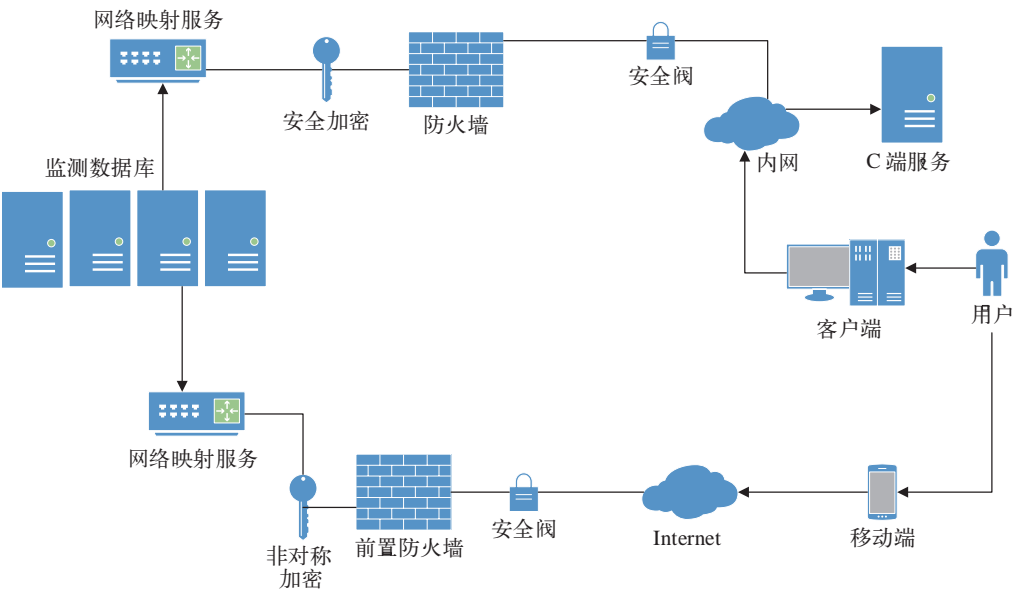 网络映射服务
安全加密
防火墙
安全阀
内网
C 端服务
监测数据库
客户端
用户
网络映射服务
非对称
加密
前置防火墙
安全阀
Internet
移动端